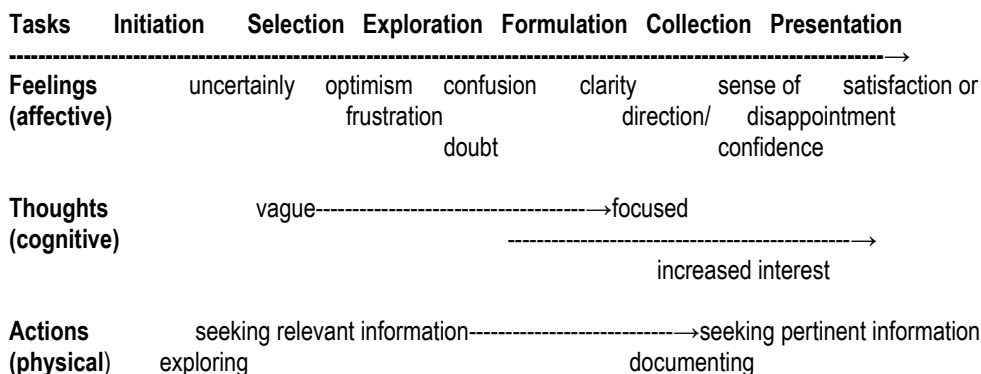 Tasks Initiation Selection Exploration Formulation Collection Presentation
--------------------------------------------------------------------------------------------------------------------------→
Feelings uncertainly optimism confusion clarity sense of satisfaction or
(affective) frustration direction/ disappointment
doubt confidence
Thoughts vague-------------------------------------→focused
(cognitive) -----------------------------------------------→
increased interest
Actions seeking relevant information----------------------------→seeking pertinent information
(physical) exploring documenting